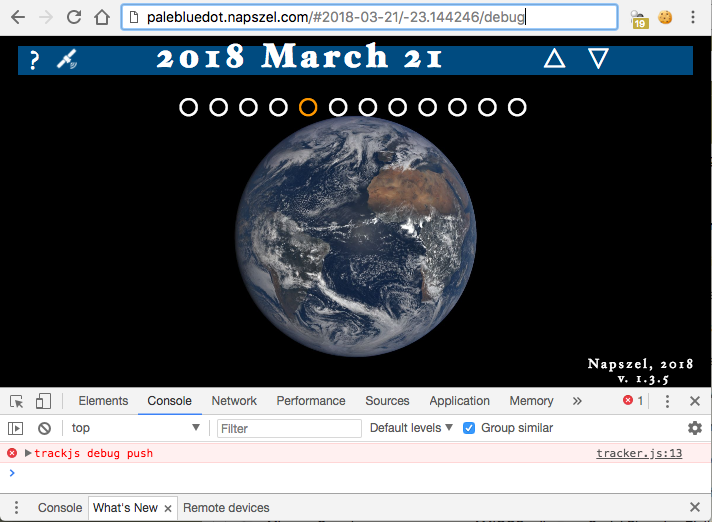 palebluedot.napszel.com/#2018-03-21/-23.144246/debug
19
? 2018 March 21
Napszel, 2018
v. 1.3.5
Elements Console Network Performance Sources Application Memory » 1
top Filter Default levels Group similar
trackjs debug push tracker.js:13
Console What's New Remote devices